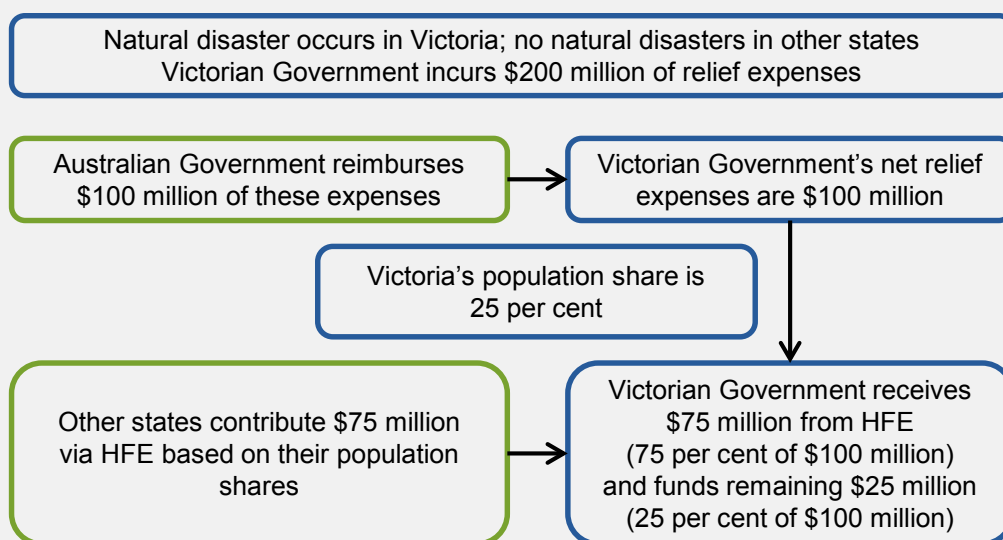 Natural disaster occurs in Victoria; no natural disasters in other states
Victorian Government incurs $200 million of relief expenses
Australian Government reimburses
$100 million of these expenses
Victorian Government’s net relief
expenses are $100 million
Victoria’s population share is
25 per cent
Other states contribute $75 million
via HFE based on their population
shares
Victorian Government receives
$75 million from HFE
(75 per cent of $100 million)
and funds remaining $25 million
(25 per cent of $100 million)